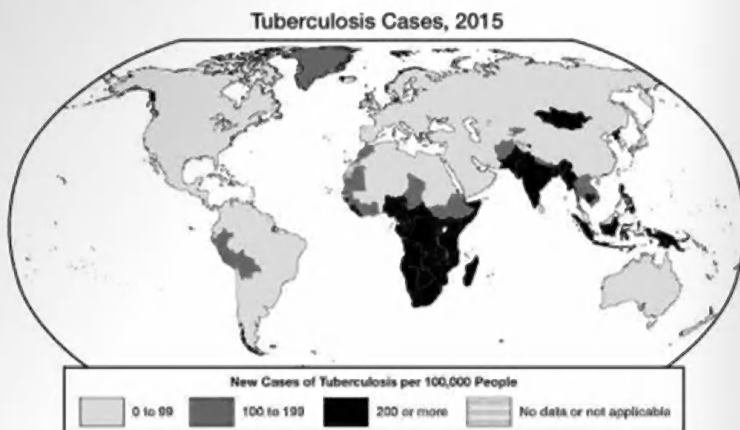 Tuberculosis Cases, 2015
New Cases of Tuberculosis per 100,000 People
0 to 99
100 to 199
200 or more
No data or not applicable